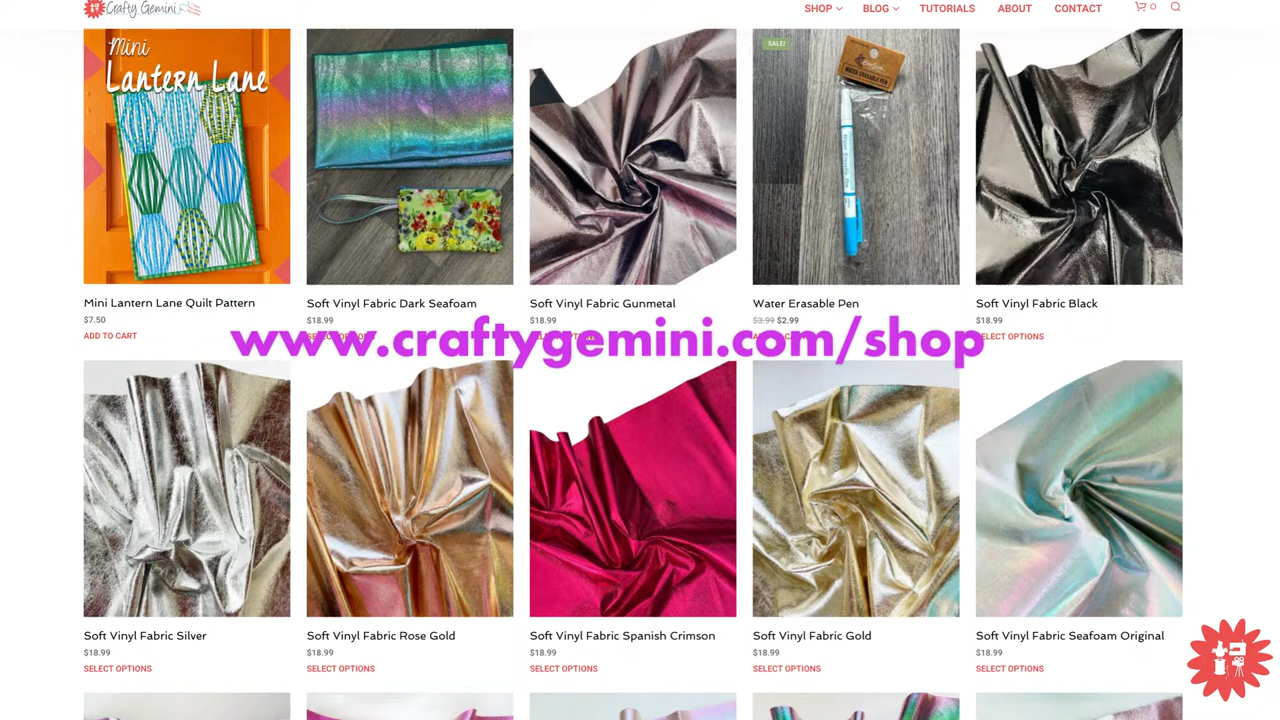 Crafty Gemini
SHOP
BLOG
TUTORIALS
ABOUT
CONTACT
0
Mini
Lantern Lane
SALE!
WATER ERASABLE PEN
Mini Lantern Lane Quilt Pattern
$7.50
ADD TO CART
Soft Vinyl Fabric Dark Seafoam
$18.99
Soft Vinyl Fabric Gunmetal
$18.99
Water Erasable Pen
$3.99 $2.99
Soft Vinyl Fabric Black
$18.99
SELECT OPTIONS
www.craftygemini.com/shop
Soft Vinyl Fabric Silver
$18.99
SELECT OPTIONS
Soft Vinyl Fabric Rose Gold
$18.99
SELECT OPTIONS
Soft Vinyl Fabric Spanish Crimson
$18.99
SELECT OPTIONS
Soft Vinyl Fabric Gold
$18.99
SELECT OPTIONS
Soft Vinyl Fabric Seafoam Original
$18.99
SELECT OPTIONS